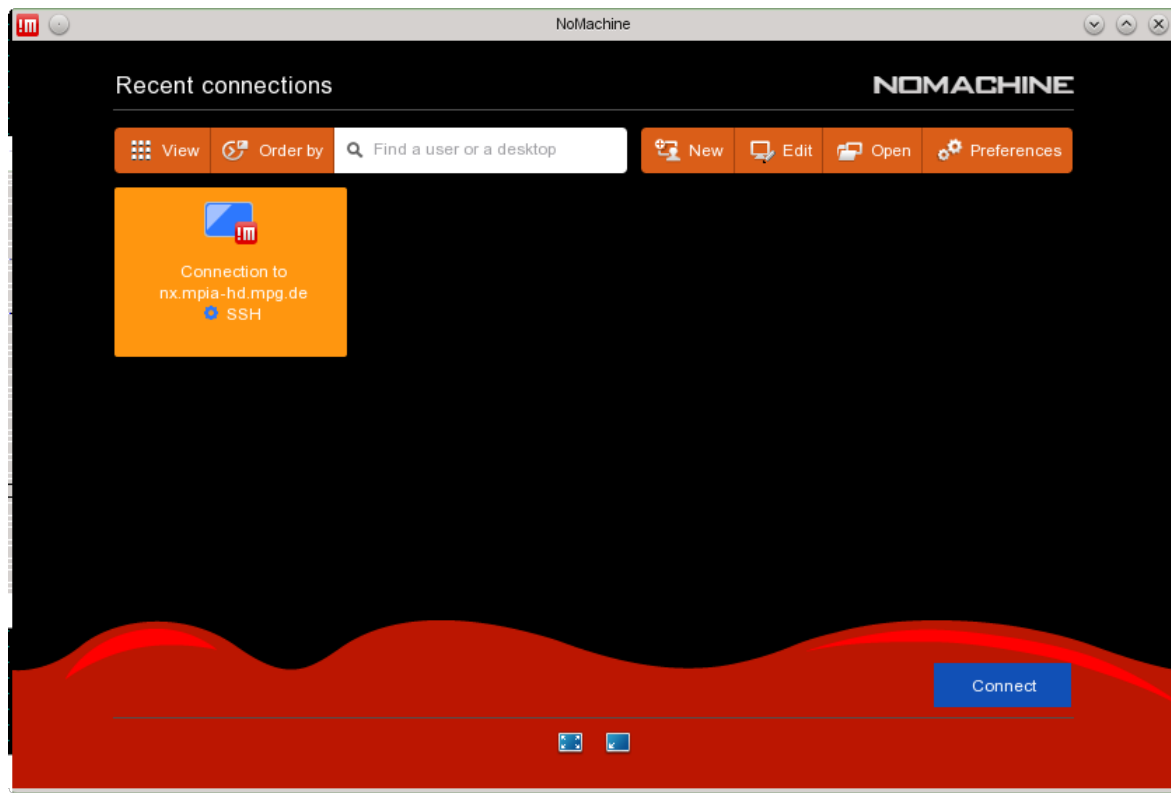 NoMachine
Recent connections
NOMACHINE
View
Order by
Find a user or a desktop
New
Edit
Open
Preferences
!m
Connection to
nx.mpia-hd.mpg.de
SSH
Connect